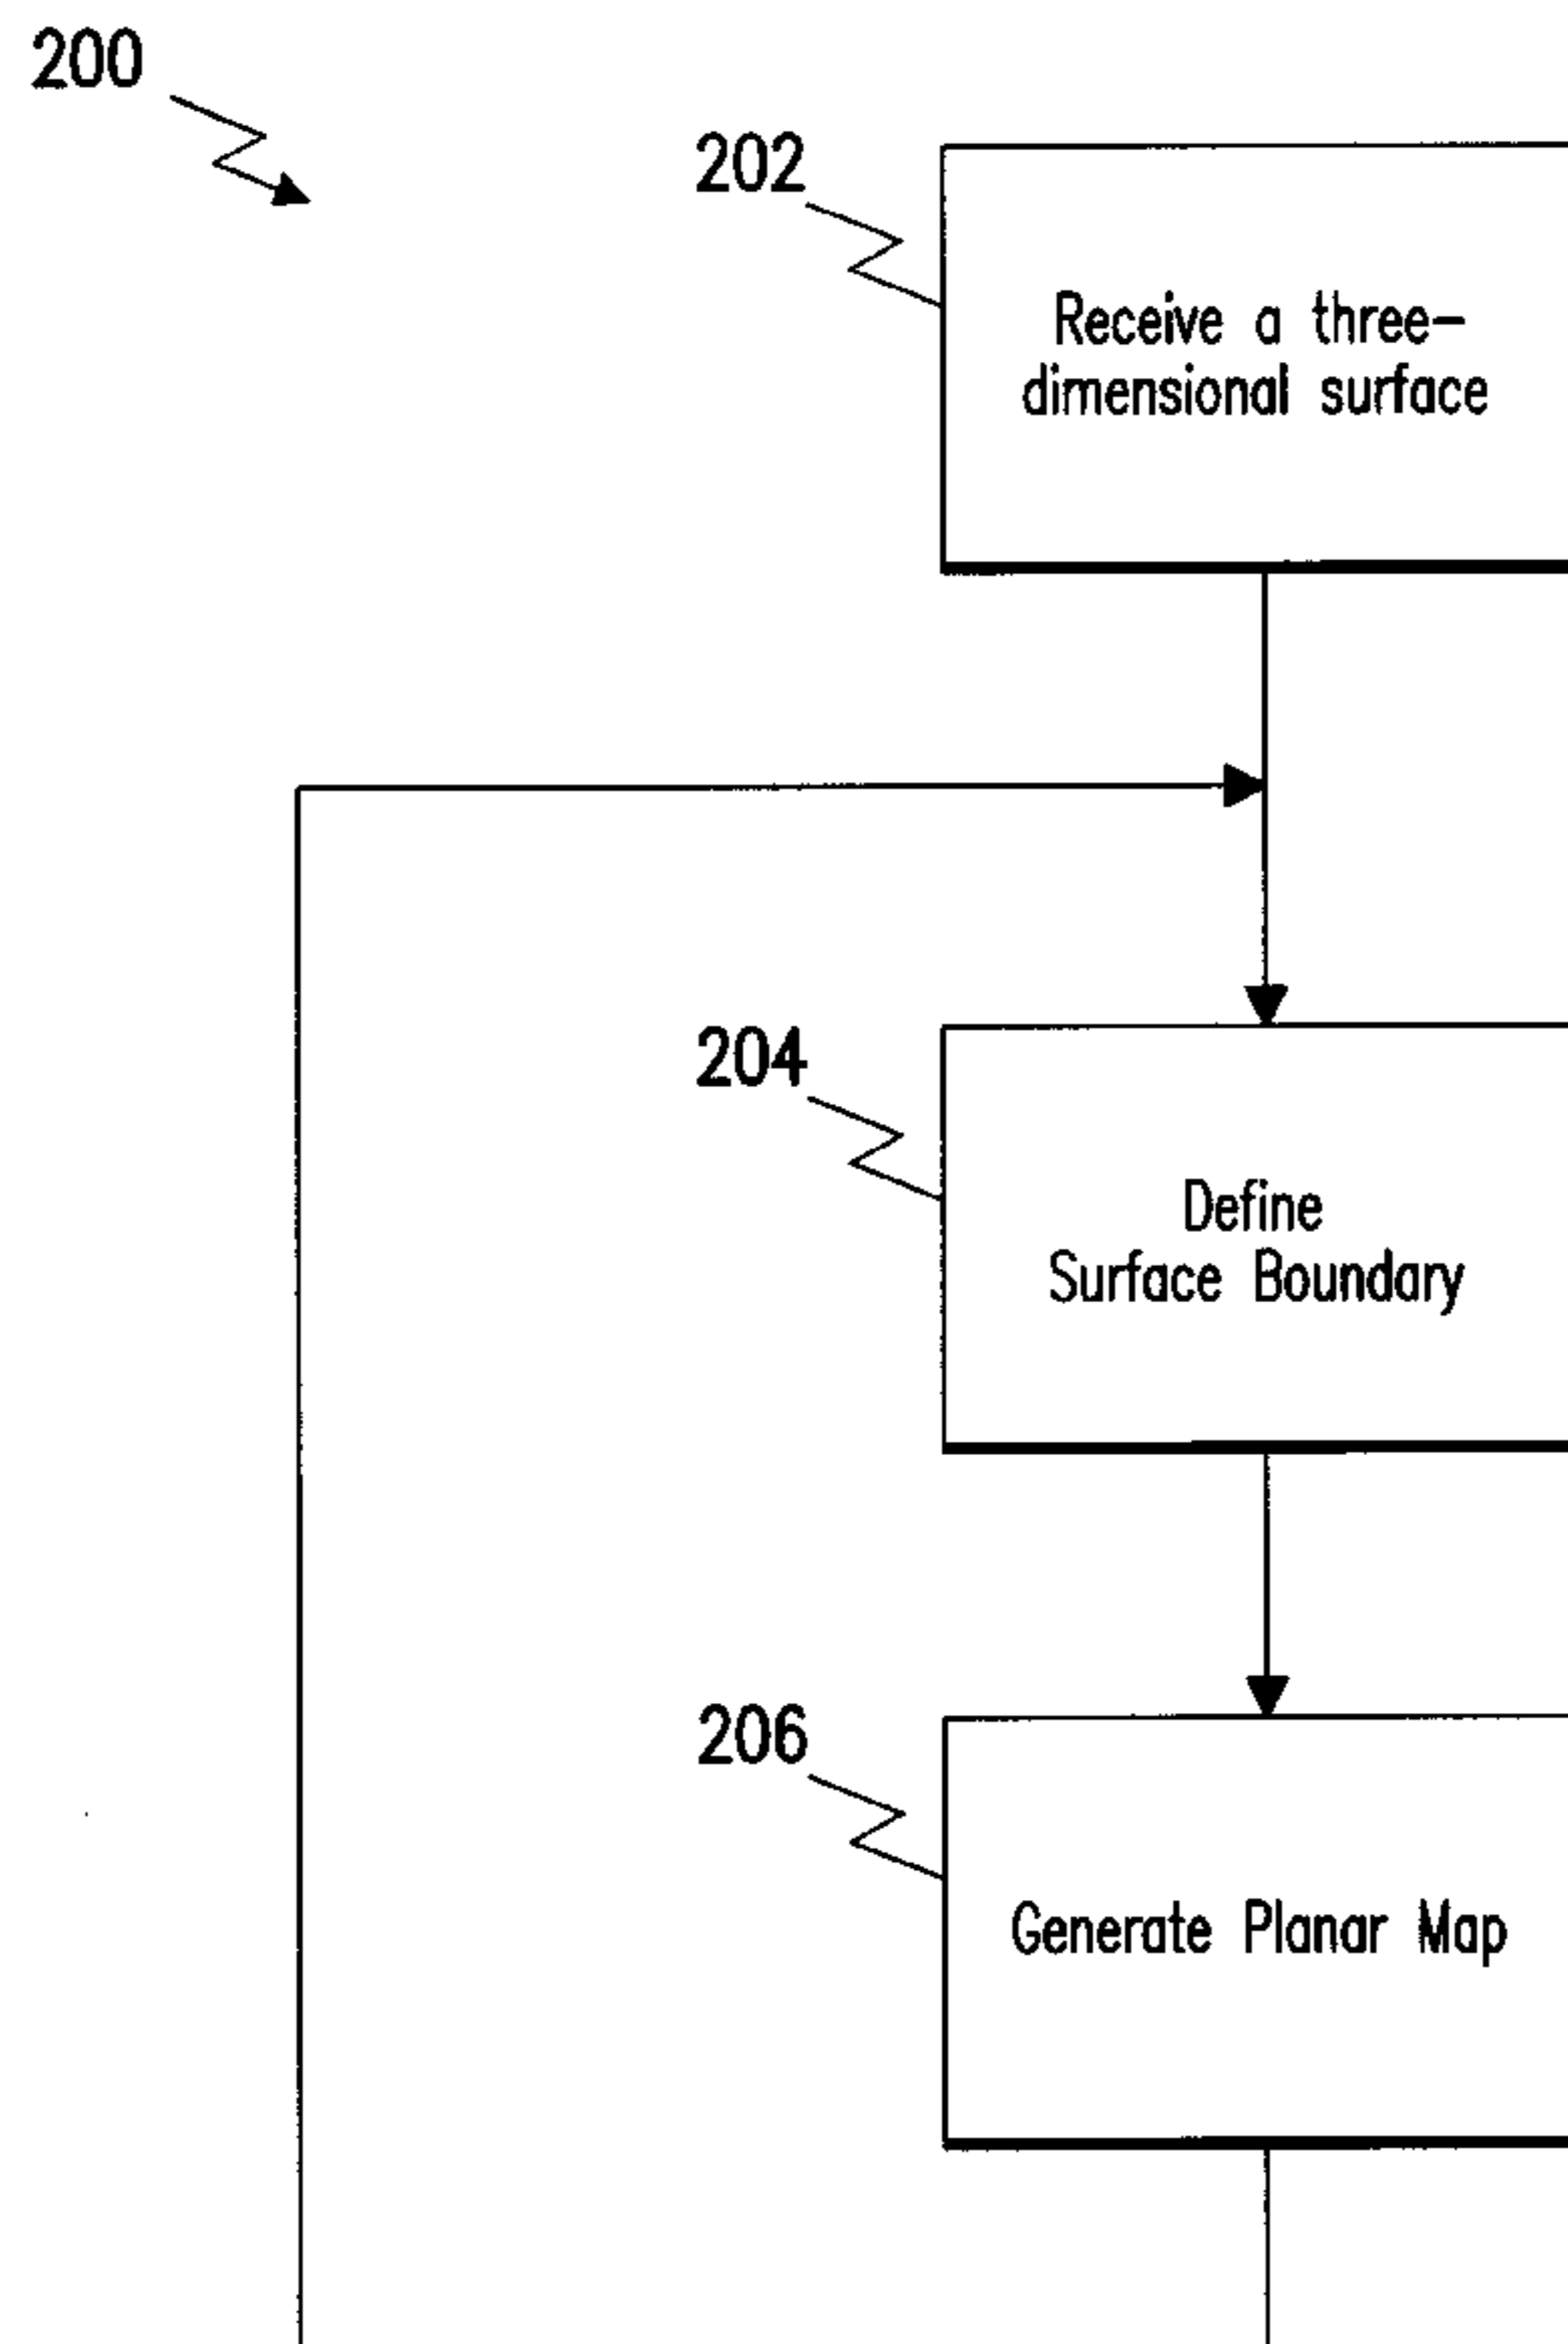 200
202
Receive a three-
dimensional surface
204
Define
Surface Boundary
206
Generate Planar Map